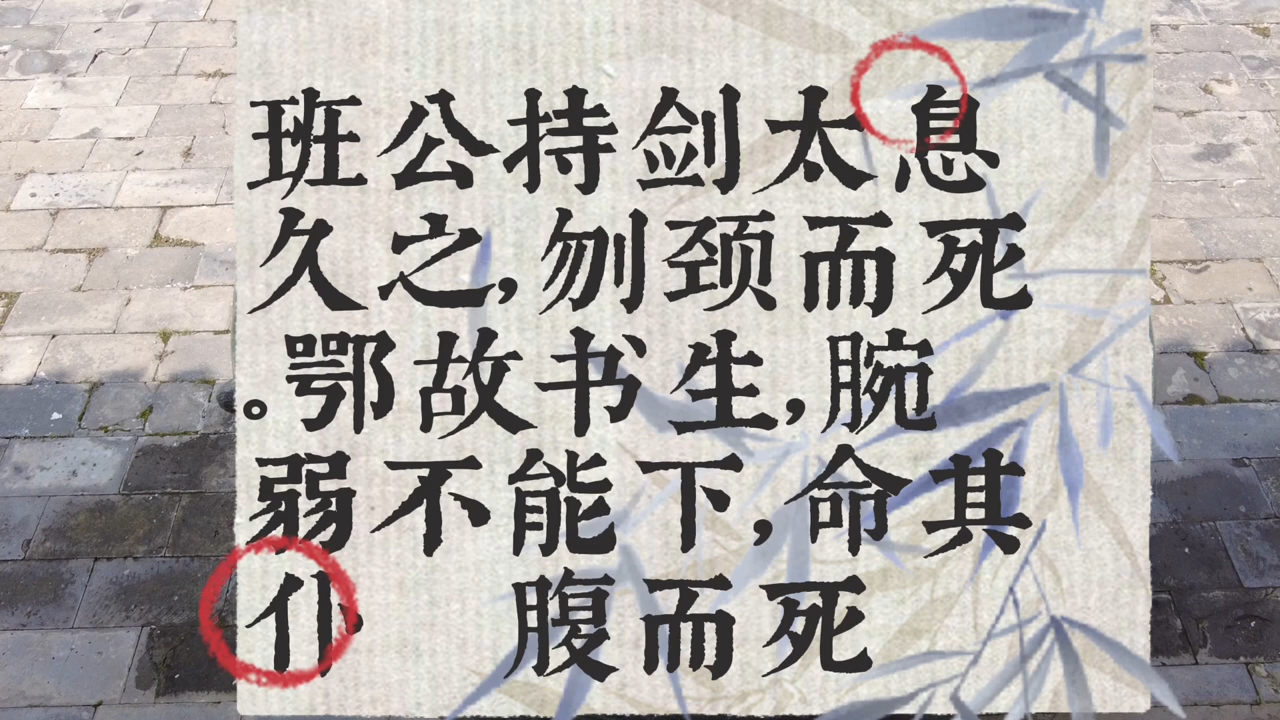 班公持剑太息
久之,刎颈而死
。鄂故书生,腕
弱不能下,命其
仆 腹而死